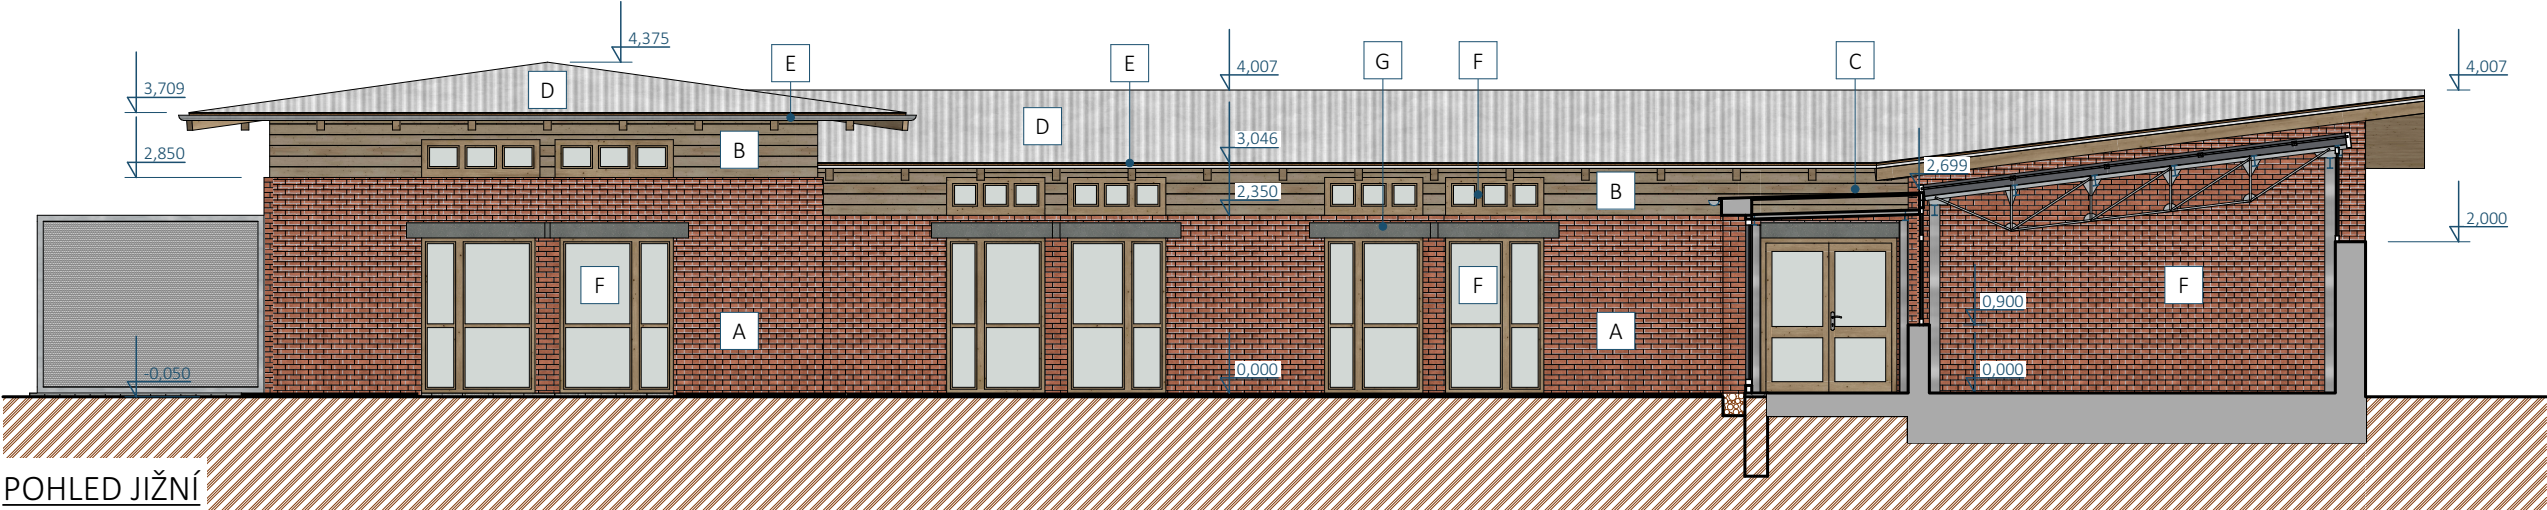 4,375
E
E
G
F
C
4,007
4,007
3,709
D
D
3,046
2,850
B
2,699
2,350
B
2,000
F
F
F
0,900
A
A
-0,050
0,000
0,000
POHLED JIŽNÍ